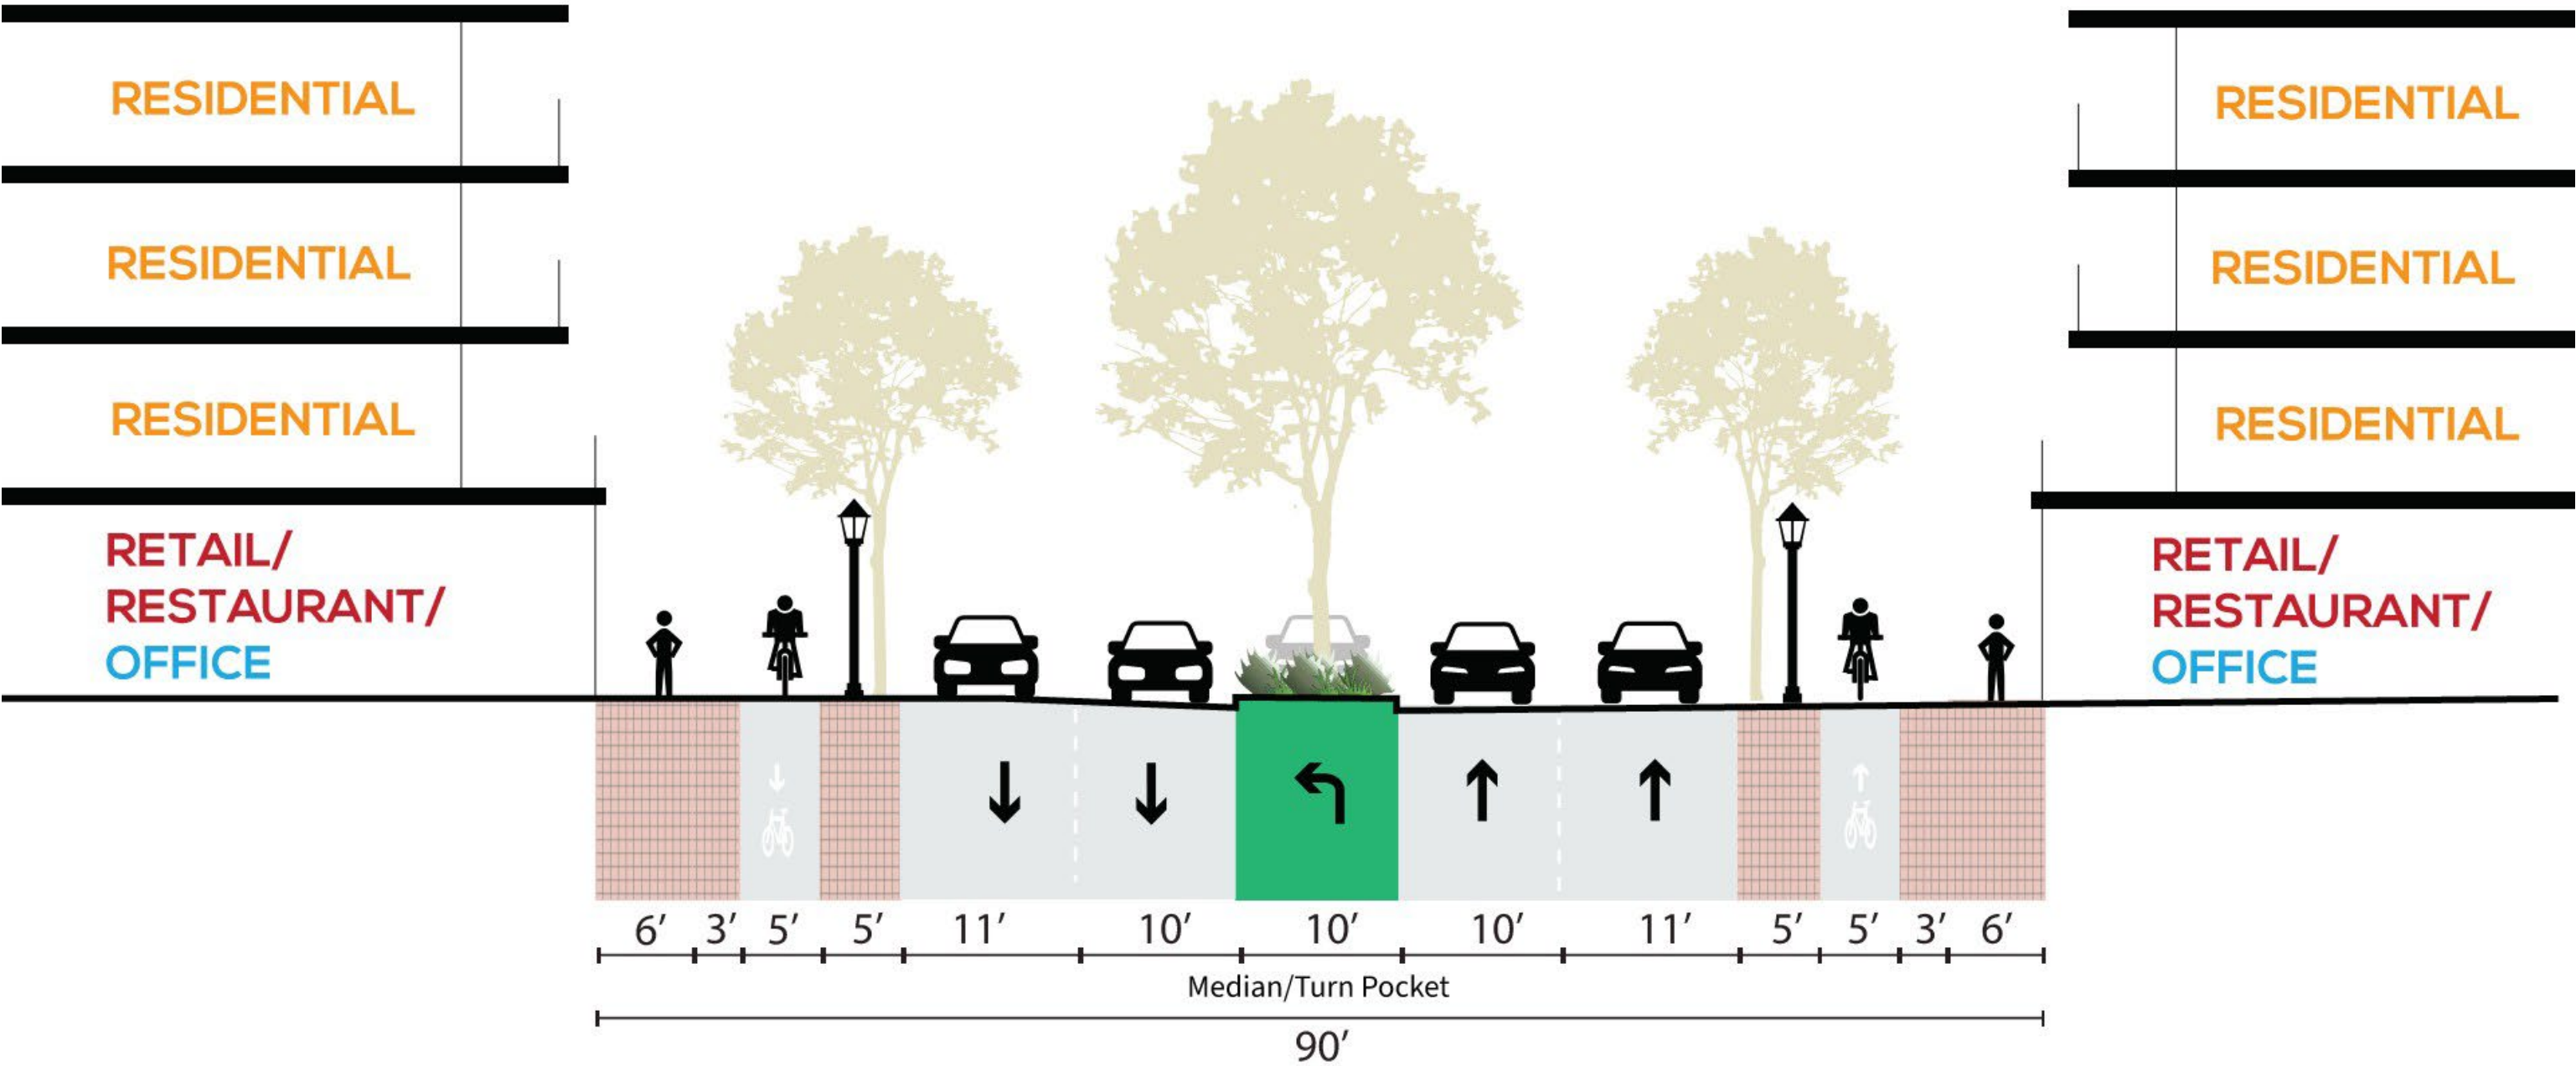 RESIDENTIAL
RESIDENTIAL
RESIDENTIAL
RETAIL/
RESTAURANT/
OFFICE
RESIDENTIAL
RESIDENTIAL
RESIDENTIAL
RETAIL/
RESTAURANT/
OFFICE
6′ 3′ 5′ 5′ 11′ 10′ 10′ 10′ 11′ 5′ 5′ 3′ 6′
Median/Turn Pocket
90′